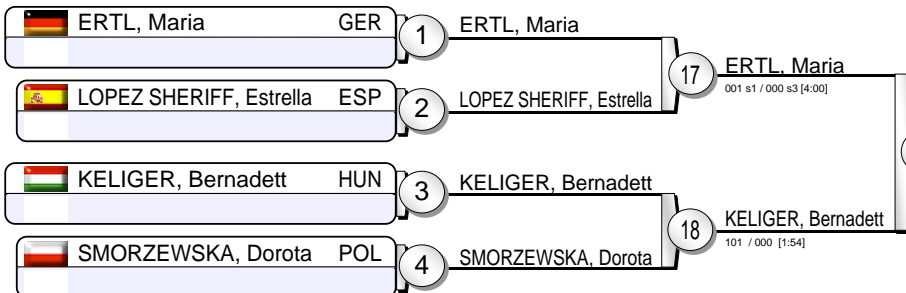 ERTL, Maria GER
1
ERTL, Maria
LOPEZ SHERIFF, Estrella ESP
2
LOPEZ SHERIFF, Estrella
17
ERTL, Maria
001 s1 / 000 s3 [4:00]
KELIGER, Bernadett HUN
3
KELIGER, Bernadett
SMORZEWSKA, Dorota POL
4
SMORZEWSKA, Dorota
18
KELIGER, Bernadett
101 / 000 [1:54]